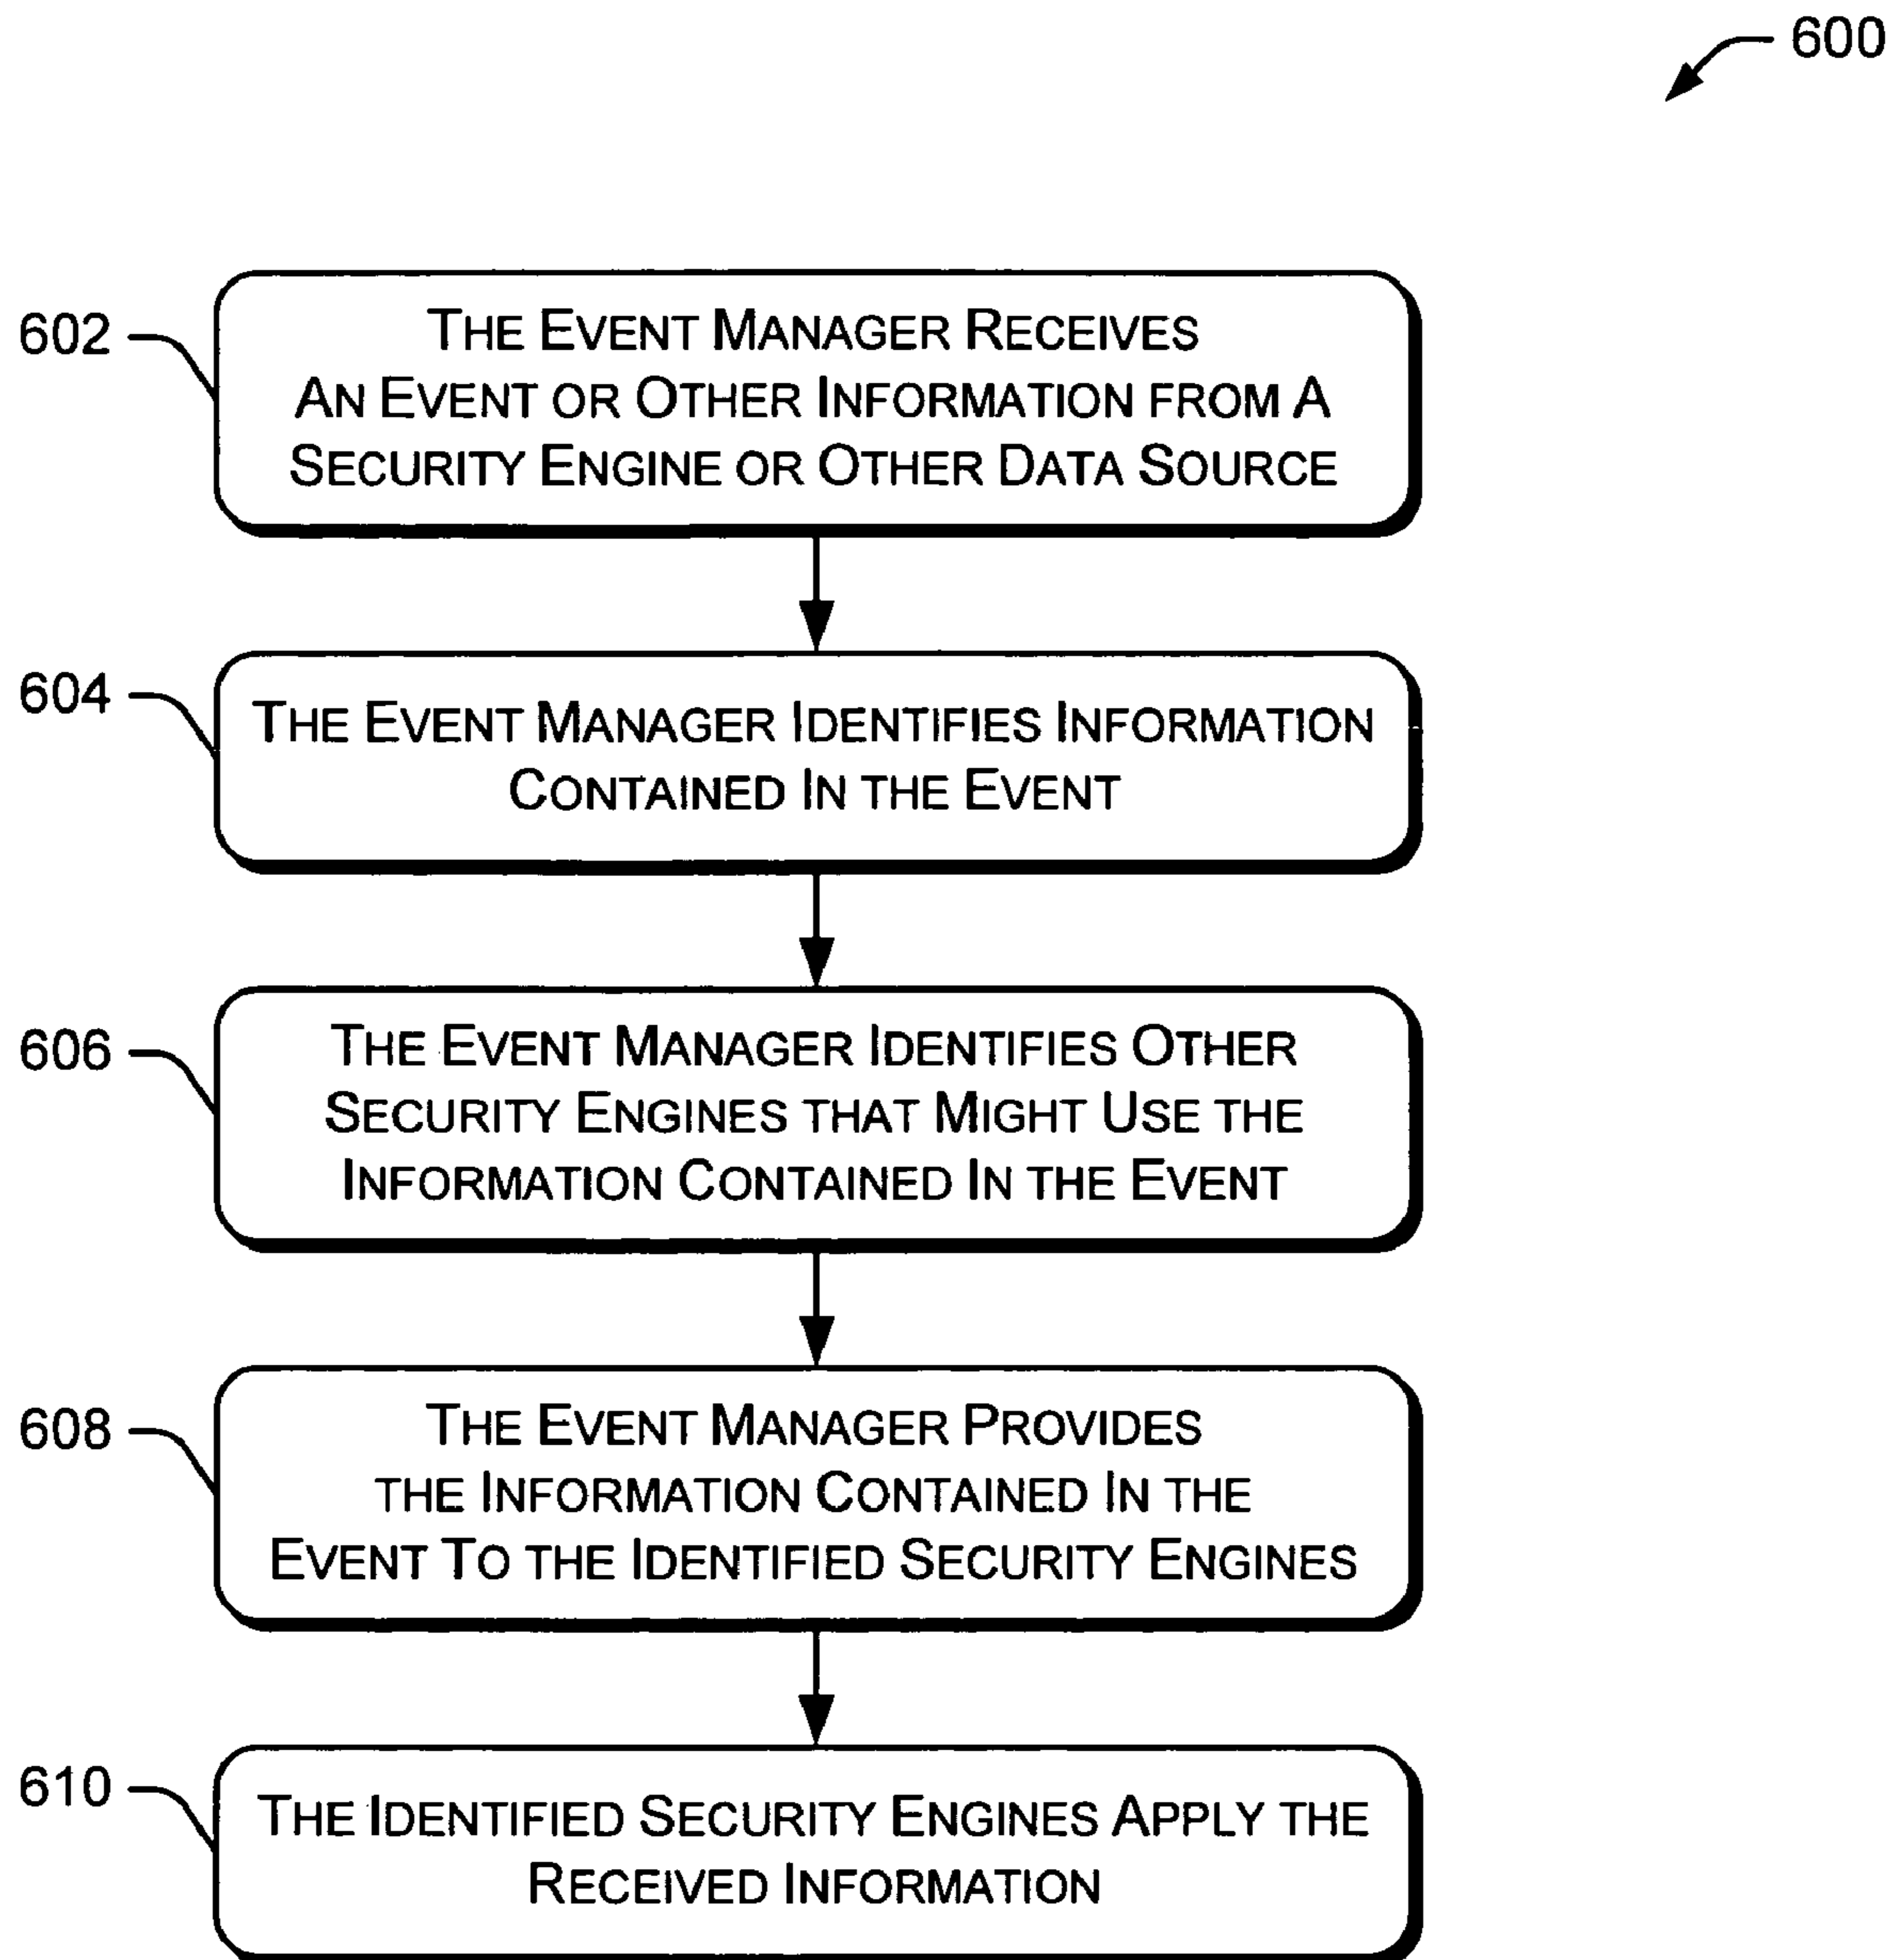 600
602
THE EVENT MANAGER RECEIVES
AN EVENT OR OTHER INFORMATION FROM A
SECURITY ENGINE OR OTHER DATA SOURCE
604
THE EVENT MANAGER IDENTIFIES INFORMATION
CONTAINED IN THE EVENT
606
THE EVENT MANAGER IDENTIFIES OTHER
SECURITY ENGINES THAT MIGHT USE THE
INFORMATION CONTAINED IN THE EVENT
608
THE EVENT MANAGER PROVIDES
THE INFORMATION CONTAINED IN THE
EVENT TO THE IDENTIFIED SECURITY ENGINES
610
THE IDENTIFIED SECURITY ENGINES APPLY THE
RECEIVED INFORMATION